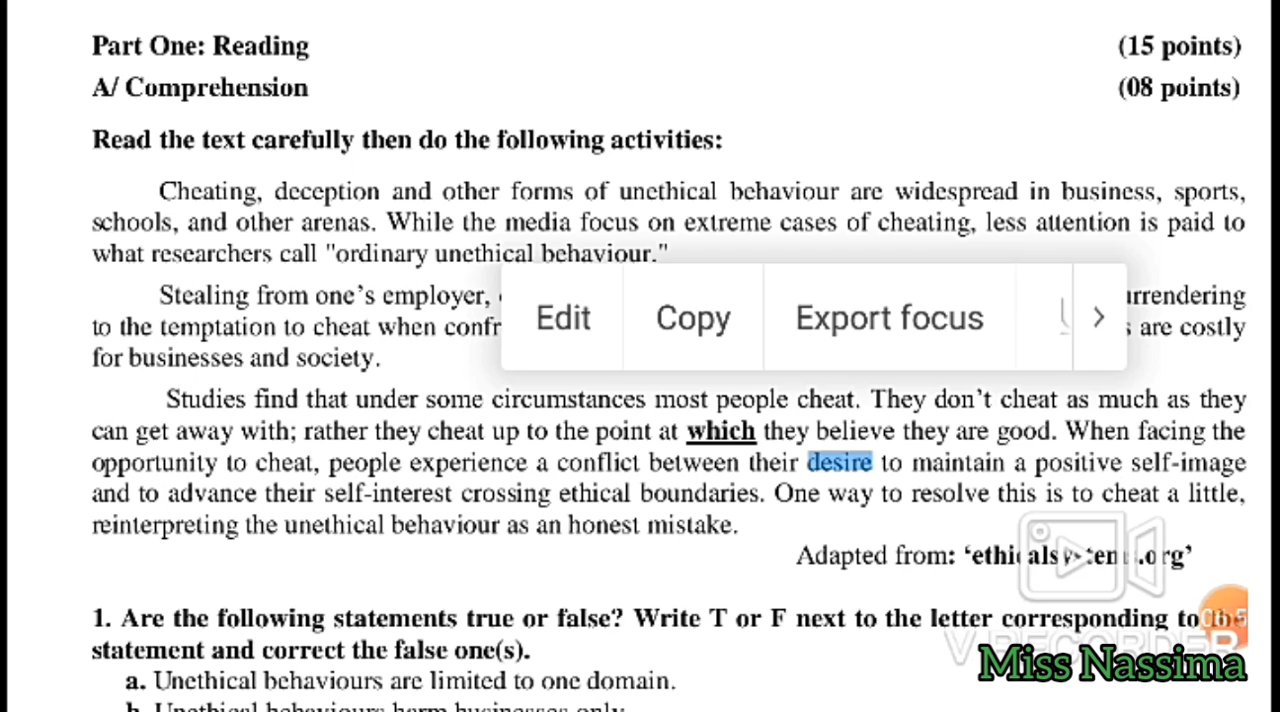 Part One: Reading (15 points)
A/ Comprehension (08 points)
Read the text carefully then do the following activities:
Cheating, deception and other forms of unethical behaviour are widespread in business, sports,
schools, and other arenas. While the media focus on extreme cases of cheating, less attention is paid to
what researchers call "ordinary unethical behaviour."
Stealing from one's employer,
to the temptation to cheat when are costly
for businesses and society.
Edit Copy Export focus
Studies find that under some circumstances most people cheat. They don't cheat as much as they
can get away with; rather they cheat up to the point at which they believe they are good. When facing the
opportunity to cheat, people experience a conflict between their desire to maintain a positive self-image
and to advance their self-interest crossing ethical boundaries. One way to resolve this is to cheat a little,
reinterpreting the unethical behaviour as an honest mistake.
Adapted from: 'ethicalsystems.org'
1. Are the following statements true or false? Write T or F next to the letter corresponding to the
statement and correct the false one(s).
V RECORDER
Miss Nassima
a. Unethical behaviours are limited to one domain.
b. Unethical behaviours harm businesses only.